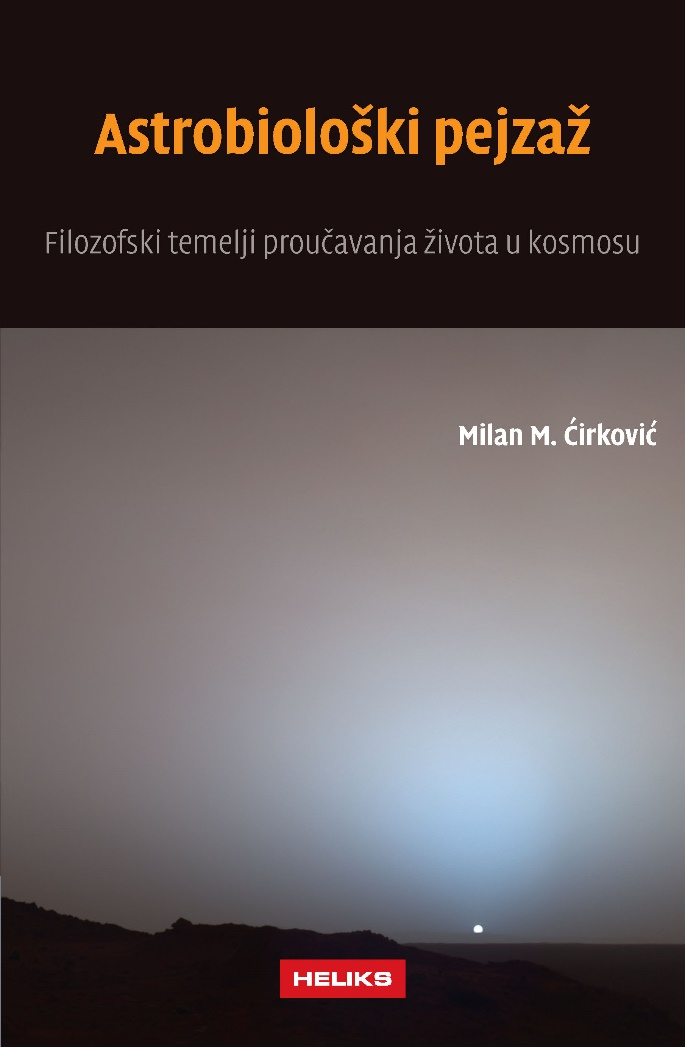 Astrobiološki pejzaž
Filozofski temelji proučavanja života u kosmosu
Milan M. Ćirković
HELIKS